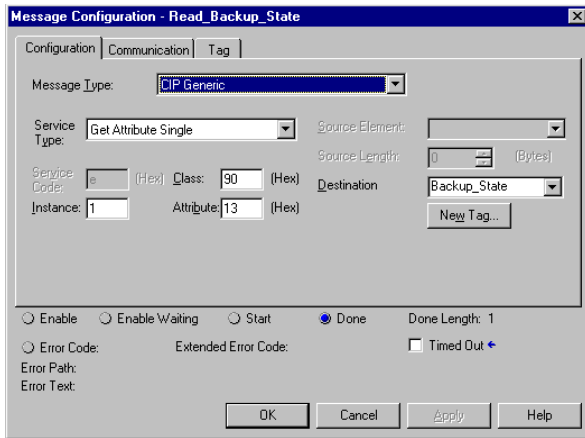 Message Configuration - Read_Backup_State
Configuration Communication Tag
Message Type: CIP Generic
Service Type: Get Attribute Single
Source Element:
Source Length: 0 (Bytes)
Service Code: e (Hex) Class: 90 (Hex)
Destination Backup_State
Instance: 1 Attribute: 13 (Hex)
New Tag...
Enable Enable Waiting Start Done Done Length: 1
Error Code: Extended Error Code: Timed Out
Error Path:
Error Text:
OK Cancel Apply Help